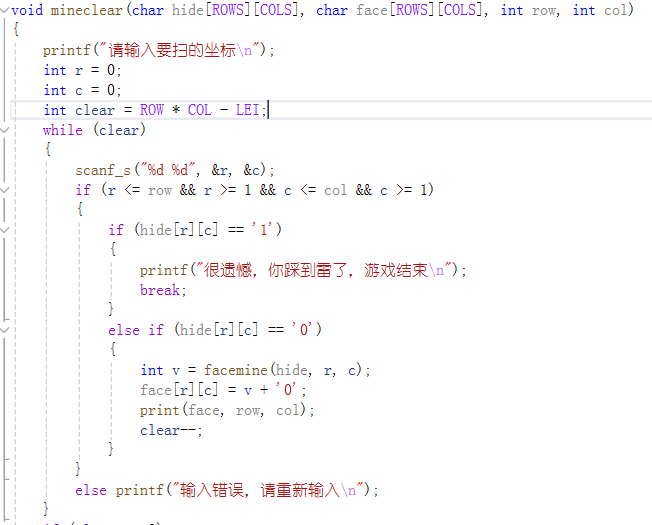 void mineclear(char hide[ROWS][COLS], char face[ROWS][COLS], int row, int col)
{
    printf("请输入要扫的坐标\n");
    int r = 0;
    int c = 0;
    int clear = ROW * COL - LEI;
    while (clear)
    {
        scanf_s("%d %d", &r, &c);
        if (r <= row && r >= 1 && c <= col && c >= 1)
        {
            if (hide[r][c] == '1')
            {
                printf("很遗憾，你踩到雷了，游戏结束\n");
                break;
            }
            else if (hide[r][c] == '0')
            {
                int v = facemine(hide, r, c);
                face[r][c] = v + '0';
                print(face, row, col);
                clear--;
            }
        }
        else printf("输入错误，请重新输入\n");
    }